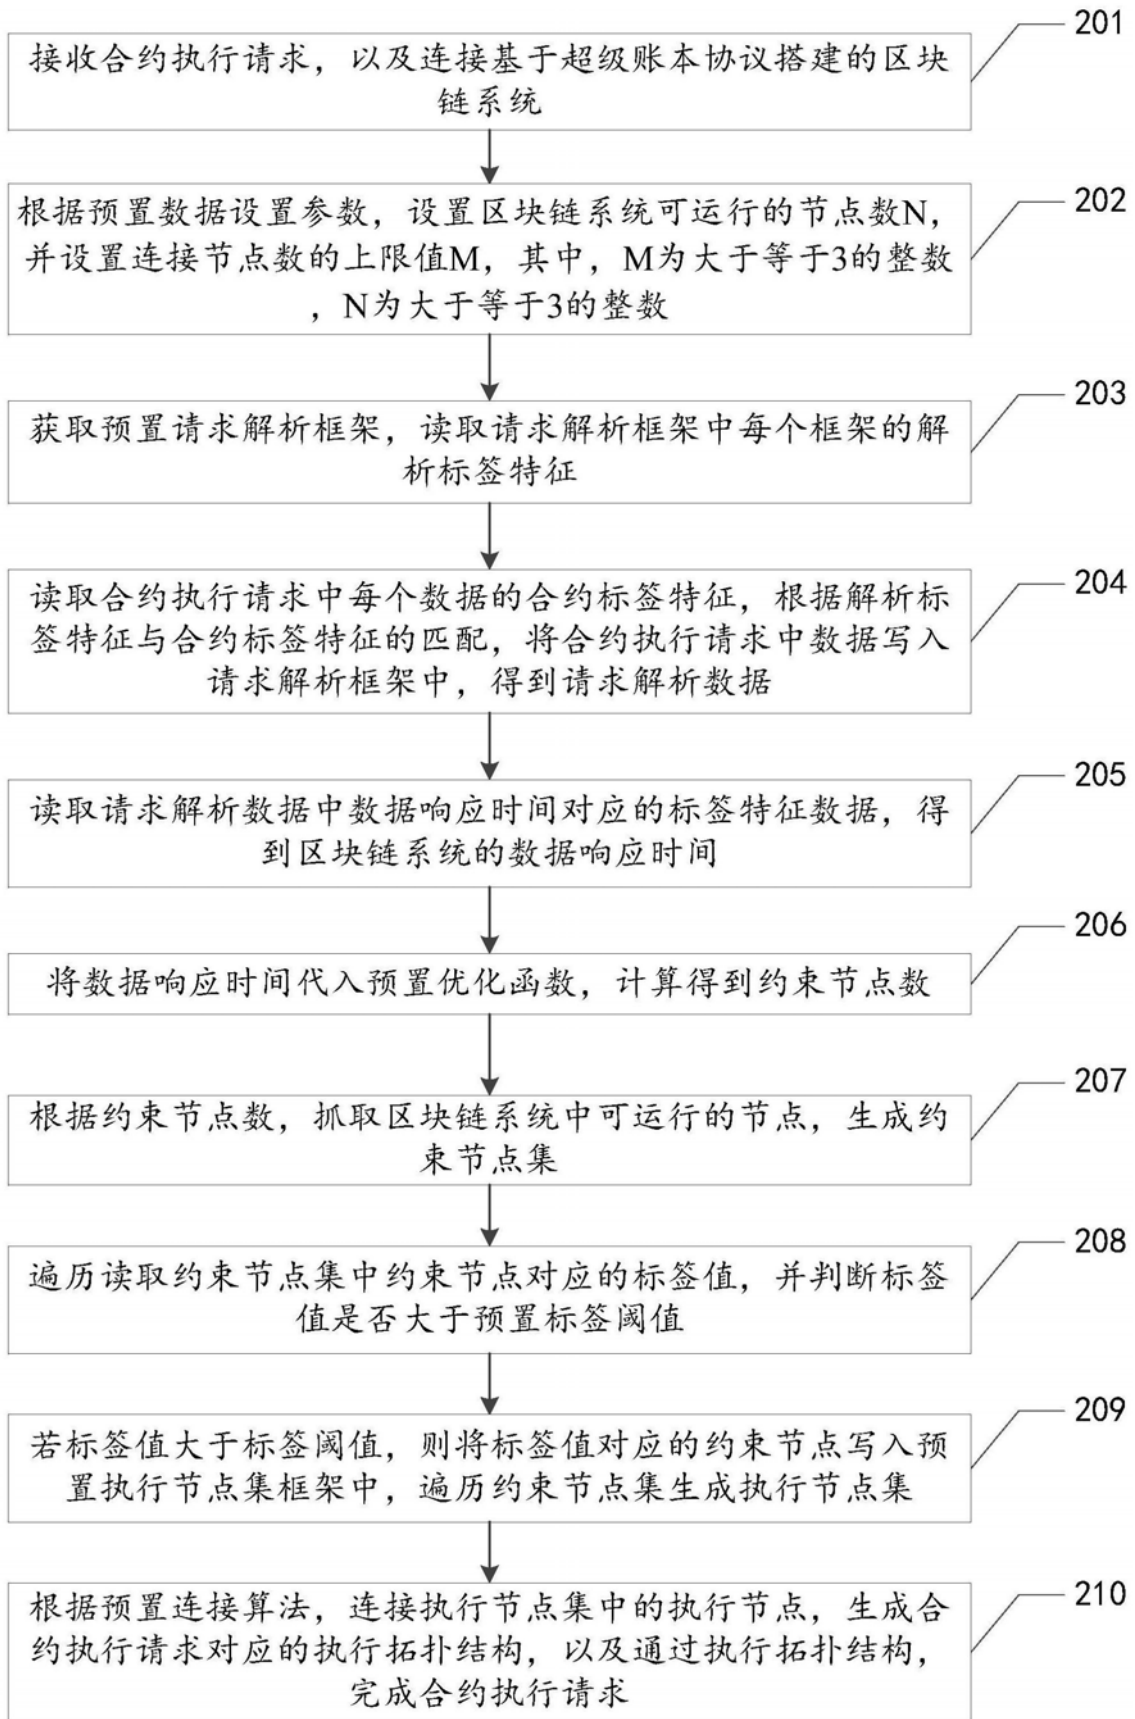 201
接收合约执行请求，以及连接基于超级账本协议搭建的区块
链系统
202
根据预置数据设置参数，设置区块链系统可运行的节点数N，
并设置连接节点数的上限值M，其中，M为大于等于3的整数
，N为大于等于3的整数
203
获取预置请求解析框架，读取请求解析框架中每个框架的解
析标签特征
204
读取合约执行请求中每个数据的合约标签特征，根据解析标
签特征与合约标签特征的匹配，将合约执行请求中数据写入
请求解析框架中，得到请求解析数据
205
读取请求解析数据中数据响应时间对应的标签特征数据，得
到区块链系统的数据响应时间
206
将数据响应时间代入预置优化函数，计算得到约束节点数
207
根据约束节点数，抓取区块链系统中可运行的节点，生成约
束节点集
208
遍历读取约束节点集中约束节点对应的标签值，并判断标签
值是否大于预置标签阈值
209
若标签值大于标签阈值，则将标签值对应的约束节点写入预
置执行节点集框架中，遍历约束节点集生成执行节点集
210
根据预置连接算法，连接执行节点集中的执行节点，生成合
约执行请求对应的执行拓扑结构，以及通过执行拓扑结构，
完成合约执行请求